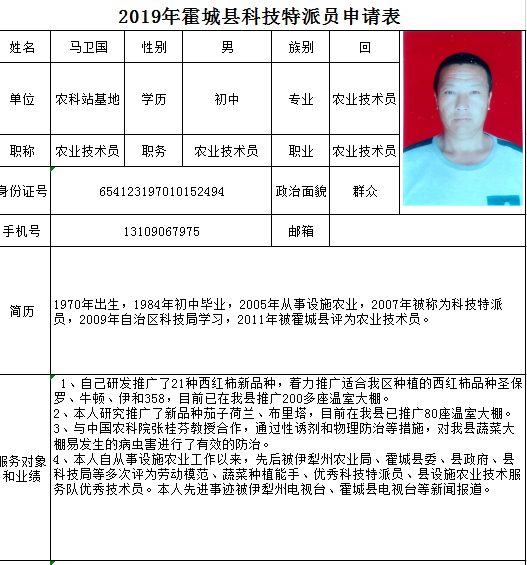 2019年霍城县科技特派员申请表
姓名 马卫国 性别 男 族别 回
单位 农科站基地 学历 初中 专业 农业技术员
职称 农业技术员 职务 农业技术员 职业 农业技术员
身份证号 654123197010152494 政治面貌 群众
手机号 13109067975 邮箱
简历
1970年出生，1984年初中毕业，2005年从事设施农业，2007年被称为科技特派
员，2009年自治区科技局学习，2011年被霍城县评为农业技术员。
服务对象
和业绩
1、自己研发推广了21种西红柿新品种，着力推广适合我区种植的西红柿品种圣保
罗、牛顿、伊和358，目前已在我县推广200多座温室大棚。
2、本人研究推广了新品种茄子荷兰、布里塔，目前在我县已推广80座温室大棚。
3、与中国农科院张桂芬教授合作，通过性诱剂和物理防治等措施，对我县蔬菜大
棚易发生的病虫害进行了有效的防治。
4、本人自从事设施农业工作以来，先后被伊犁州农业局、霍城县委、县政府、县
科技局等多次评为劳动模范、蔬菜种植能手、优秀科技特派员、县设施农业技术服
务队优秀技术员。本人先进事迹被伊犁州电视台、霍城县电视台等新闻报道。